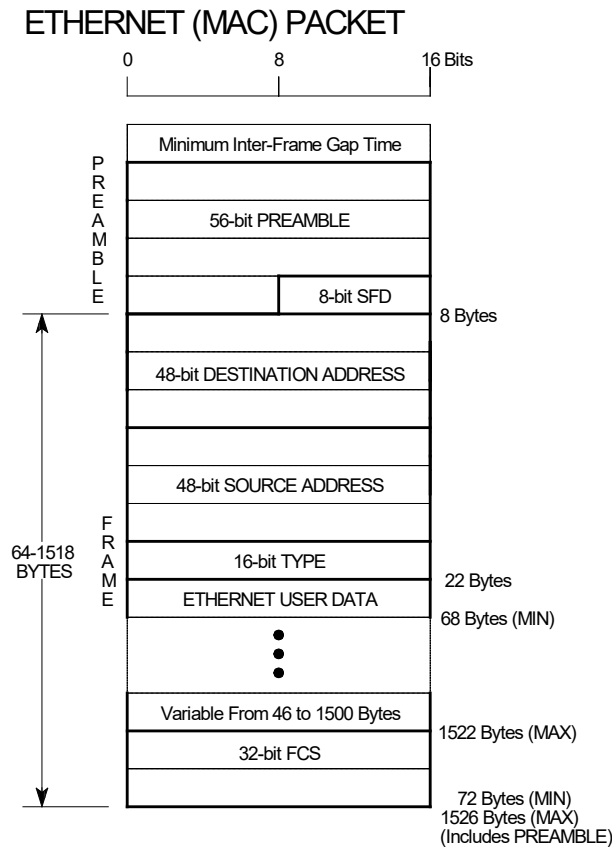 ETHERNET (MAC) PACKET
0 8 16 Bits
Minimum Inter-Frame Gap Time
PREAMBLE
56-bit PREAMBLE
8-bit SFD
8 Bytes
48-bit DESTINATION ADDRESS
48-bit SOURCE ADDRESS
64-1518
BYTES
FRAME
16-bit TYPE
22 Bytes
ETHERNET USER DATA
68 Bytes (MIN)
Variable From 46 to 1500 Bytes
1522 Bytes (MAX)
32-bit FCS
72 Bytes (MIN)
1526 Bytes (MAX)
(Includes PREAMBLE)